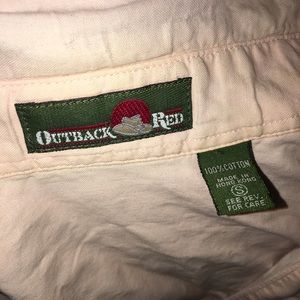 OUTBACK RED
100% COTTON
MADE IN
HONG KONG
S
SEE REV.
FOR CARE